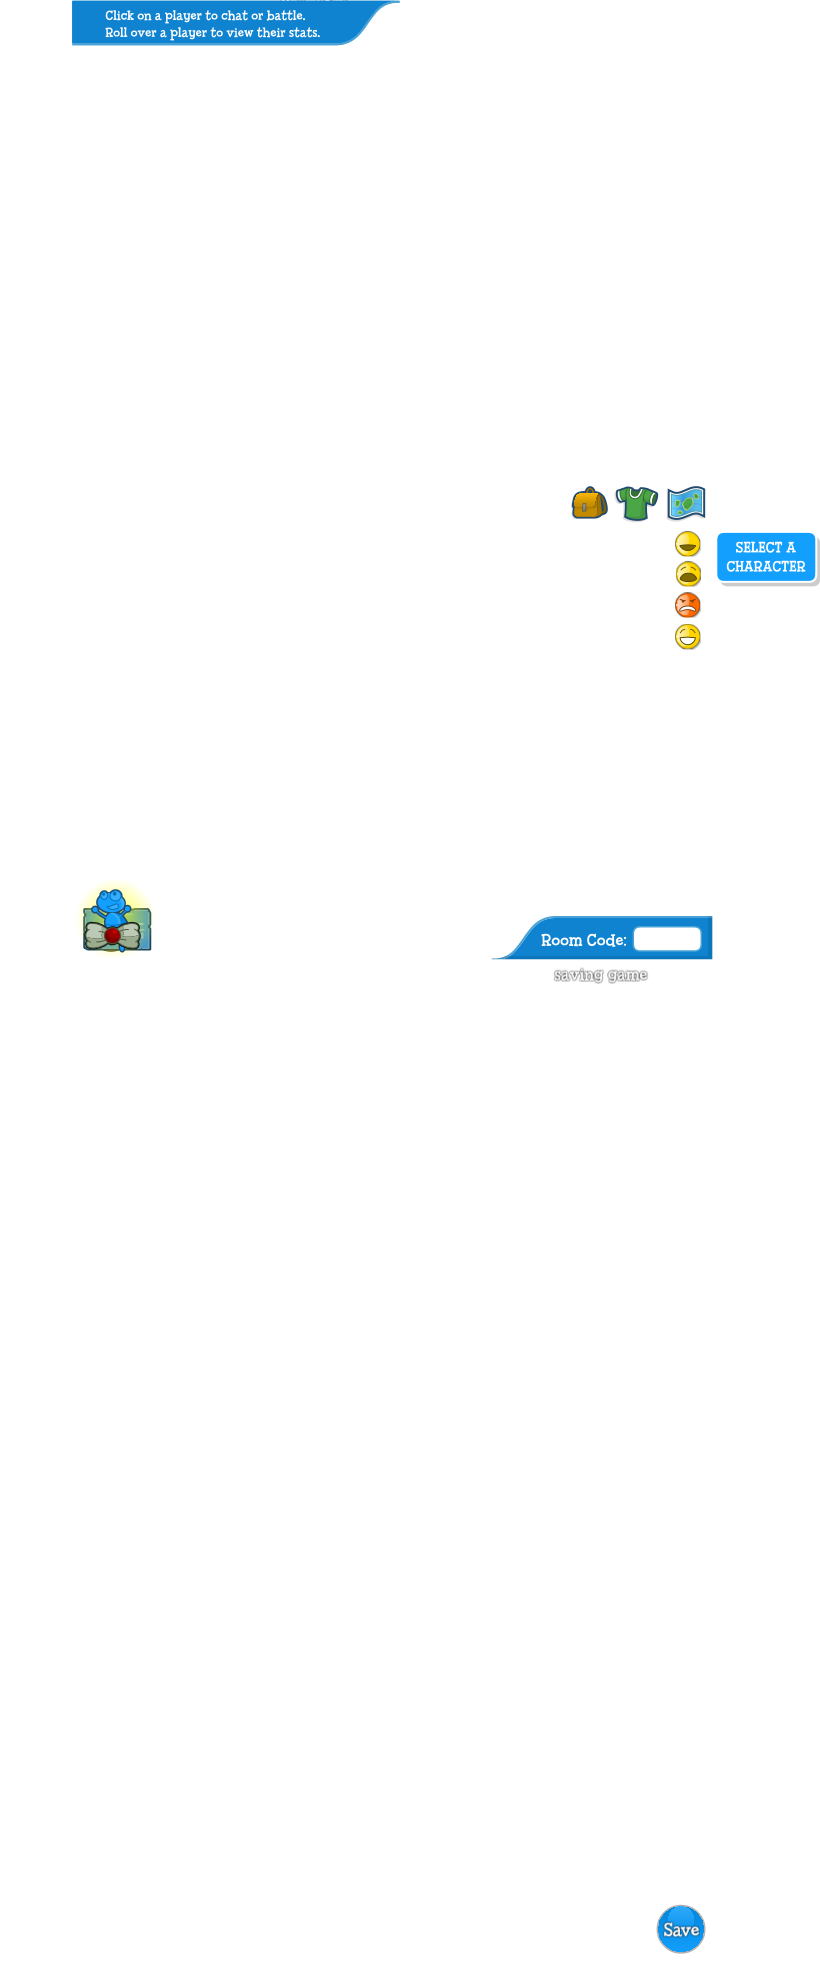 Click on a player to chat or battle.
Roll over a player to view their stats.
SELECT A
CHARACTER
Room Code:
saving game
Save